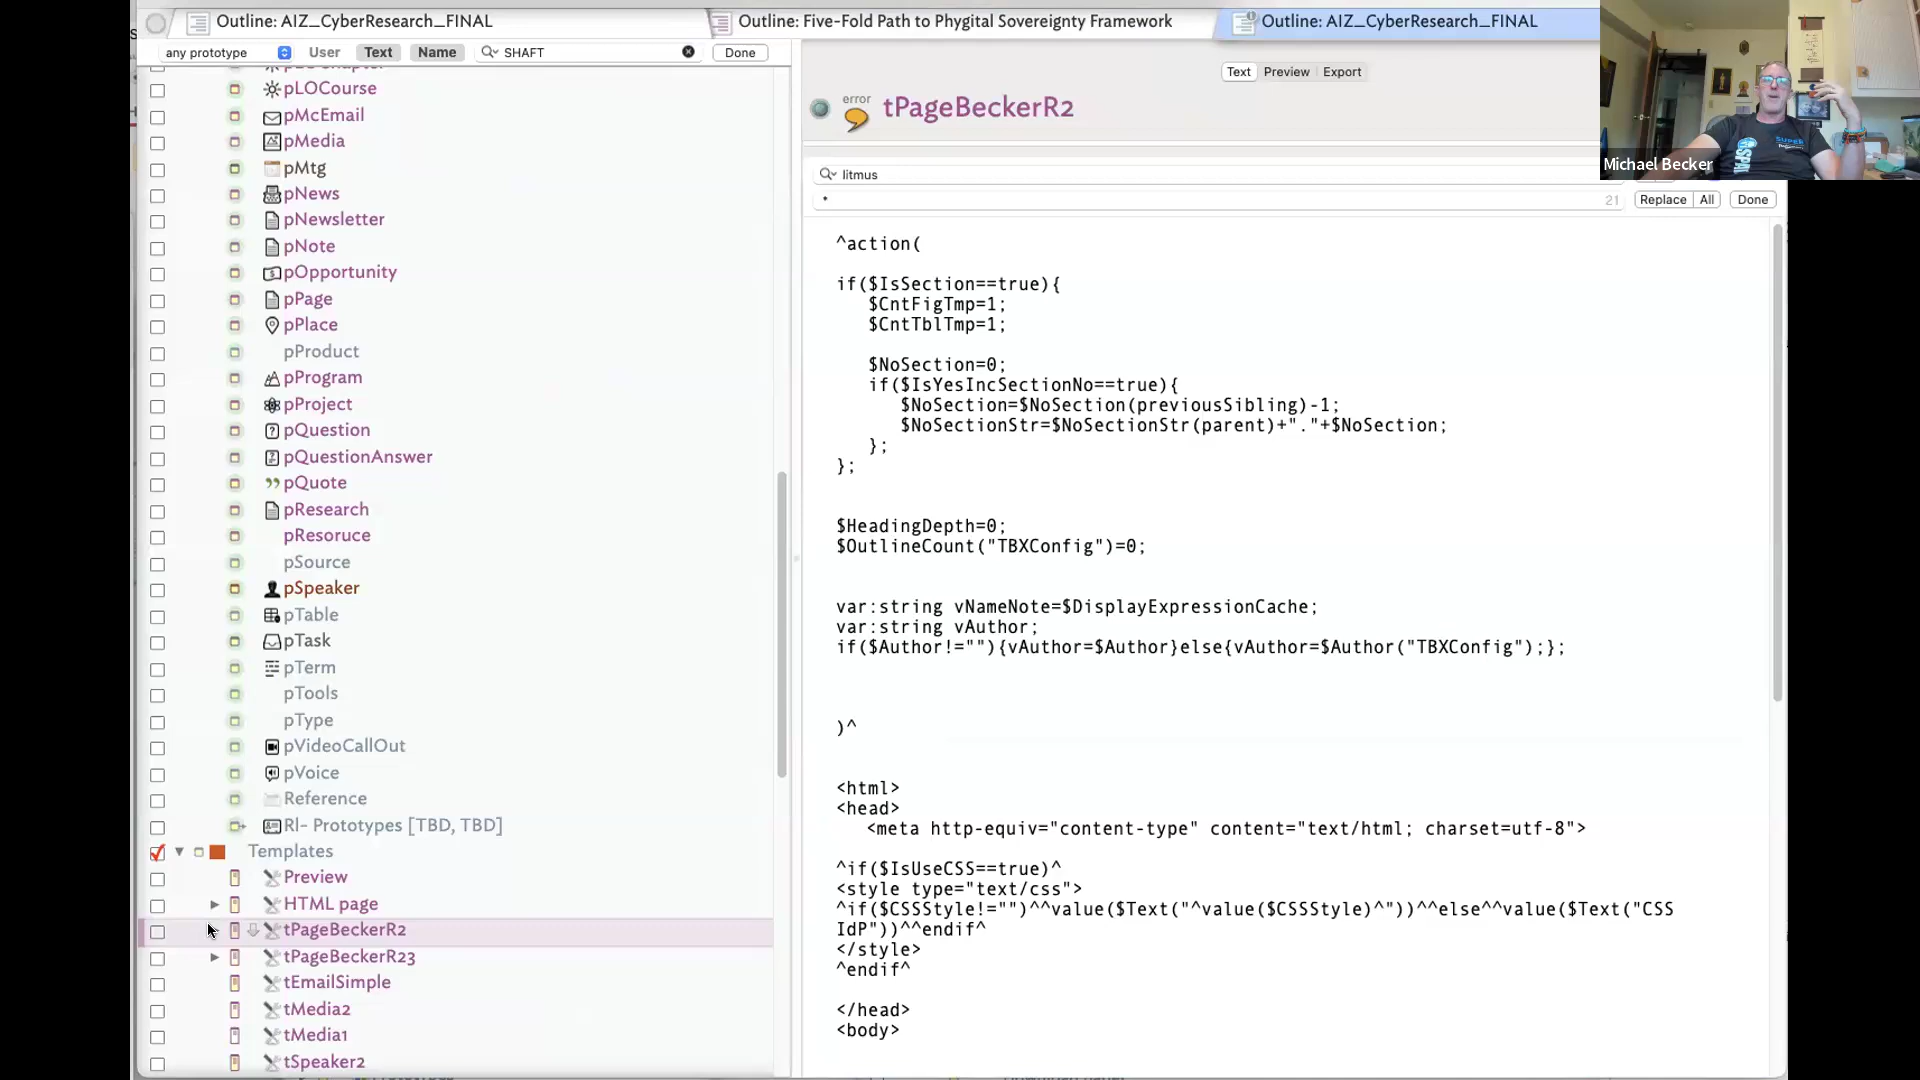 Outline: AIZ_CyberResearch_FINAL
Outline: Five-Fold Path to Phygital Sovereignty Framework
Outline: AIZ_CyberResearch_FINAL
any prototype
User
Text
Name
SHAFT
Done
pLOCourse
pMcEmail
pMedia
pMtg
pNews
pNewsletter
pNote
pOpportunity
pPage
pPlace
pProduct
pProgram
pProject
pQuestion
pQuestionAnswer
pQuote
pResearch
pResoruce
pSource
pSpeaker
pTable
pTask
pTerm
pTools
pType
pVideoCallOut
pVoice
Reference
Rl- Prototypes [TBD, TBD]
Templates
Preview
HTML page
tPageBeckerR2
tPageBeckerR23
tEmailSimple
tMedia2
tMedia1
tSpeaker2
Text
Preview
Export
error
tPageBeckerR2
litmus
21
Replace
All
Done
^action(
if($IsSection==true){
$CntFigTmp=1;
$CntTblTmp=1;
$NoSection=0;
if($IsYesIncSectionNo==true){
$NoSection=$NoSection(previousSibling)-1;
$NoSectionStr=$NoSectionStr(parent)+"."+$NoSection;
};
};
$HeadingDepth=0;
$OutlineCount("TBXConfig")=0;
var:string vNameNote=$DisplayExpressionCache;
var:string vAuthor;
if($Author!=""){vAuthor=$Author}else{vAuthor=$Author("TBXConfig");};
)^
<html>
<head>
<meta http-equiv="content-type" content="text/html; charset=utf-8">
^if($IsUseCSS==true)^
<style type="text/css">
^if($CSSStyle!="")^^value($Text("^value($CSSStyle)^"))^^else^^value($Text("CSS
IdP"))^^endif^
</style>
^endif^
</head>
<body>
Michael Becker